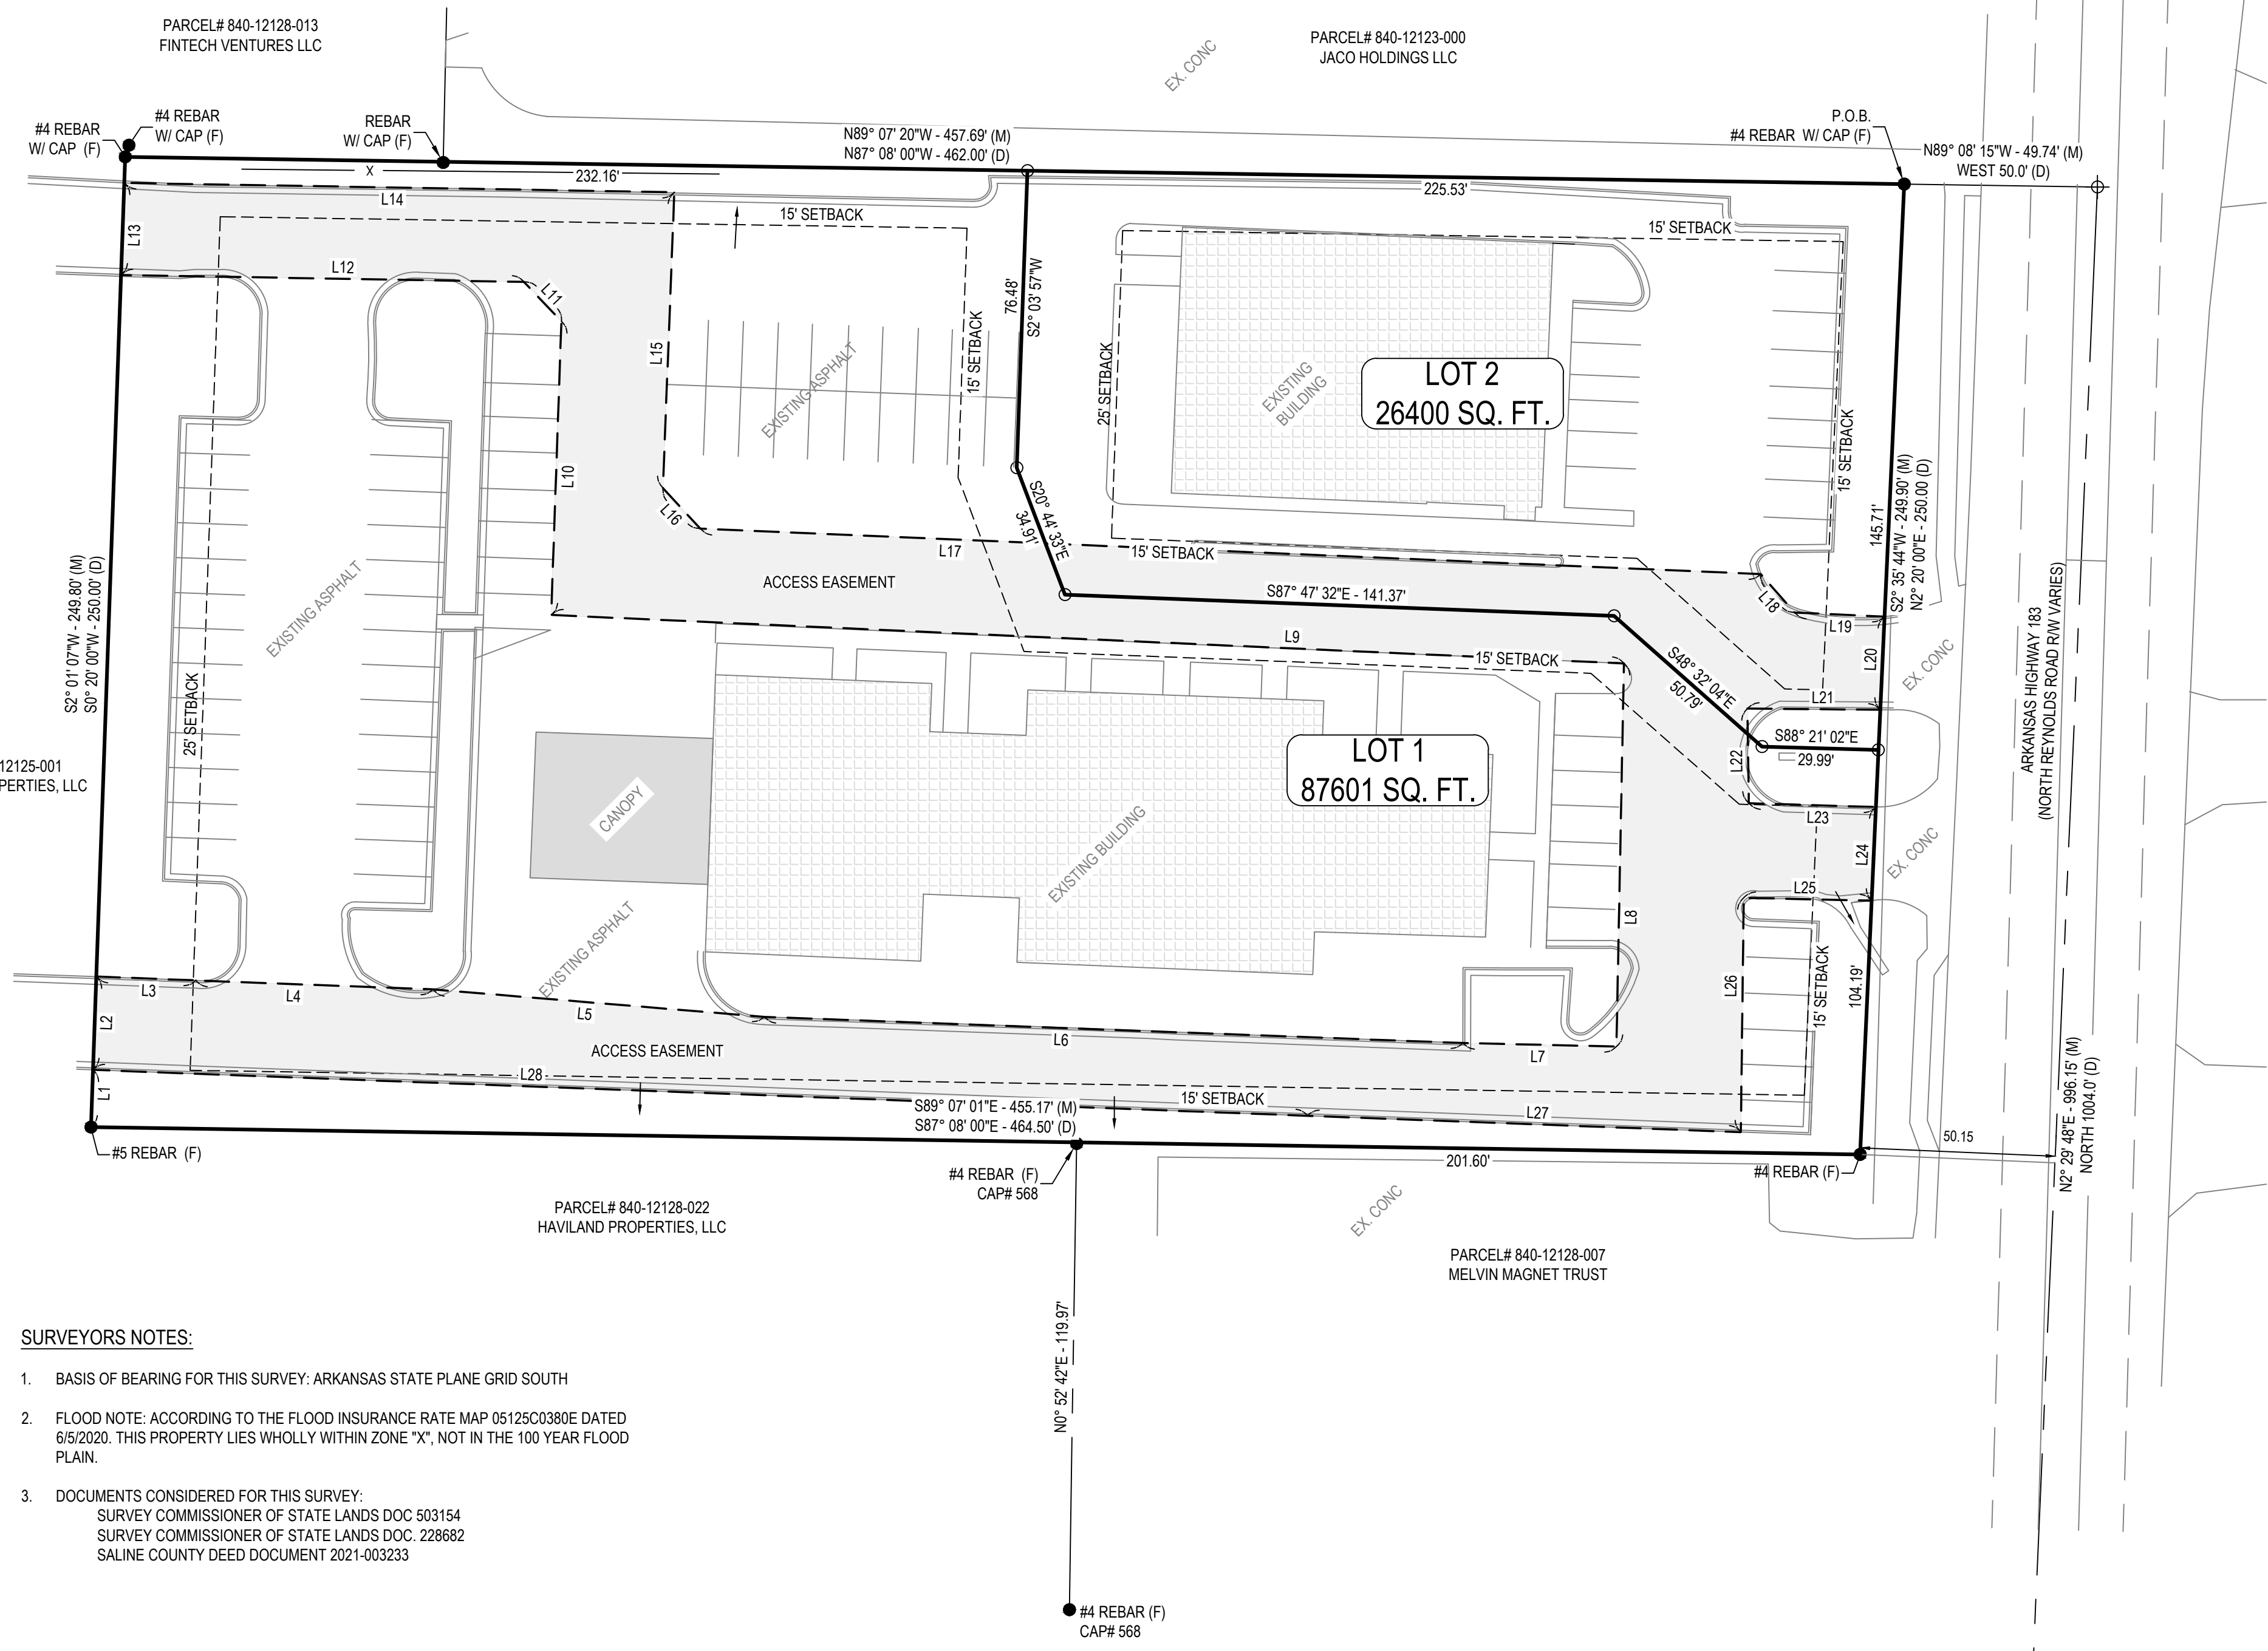 PARCEL# 840-12128-013
FINTECH VENTURES LLC
PARCEL# 840-12123-000
JACO HOLDINGS LLC
EX. CONC
#4 REBAR
W/ CAP (F)
#4 REBAR
W/ CAP (F)
REBAR
W/ CAP (F)
N89° 07' 20"W - 457.69' (M)
N87° 08' 00"W - 462.00' (D)
P.O.B.
#4 REBAR W/ CAP (F)
N89° 08' 15"W - 49.74' (M)
WEST 50.0' (D)
X
232.16'
225.53'
L14
15' SETBACK
15' SETBACK
L13
L12
L11
76.48'
S2° 03' 57"W
15' SETBACK
L15
EXISTING ASPHALT
25' SETBACK
EXISTING
BUILDING
LOT 2
26400 SQ. FT.
15' SETBACK
L10
L16
S20° 44' 33"E
34.91'
145.71'
S2° 35' 44"W - 249.90' (M)
N2° 20' 00"E - 250.00 (D)
L17
15' SETBACK
ACCESS EASEMENT
S87° 47' 32"E - 141.37'
L18
L19
EXISTING ASPHALT
L9
15' SETBACK
S48° 32' 04"E
50.79'
L20
EX. CONC
L21
ARKANSAS HIGHWAY 183
(NORTH REYNOLDS ROAD R/W VARIES)
S2° 01' 07"W - 249.80' (M)
S0° 20' 00"W - 250.00' (D)
25' SETBACK
LOT 1
87601 SQ. FT.
S88° 21' 02"E
29.99'
L22
12125-001
PERTIES, LLC
CANOPY
EXISTING BUILDING
L23
L24
EX. CONC
L25
L8
EXISTING ASPHALT
L26
15' SETBACK
104.19'
L3
L4
L5
L2
L6
L7
ACCESS EASEMENT
L28
L1
15' SETBACK
L27
S89° 07' 01"E - 455.17' (M)
S87° 08' 00"E - 464.50' (D)
N2° 29' 48"E - 996.15' (M)
NORTH 1004.0' (D)
50.15
#5 REBAR (F)
#4 REBAR (F)
CAP# 568
201.60'
#4 REBAR (F)
PARCEL# 840-12128-022
HAVILAND PROPERTIES, LLC
EX. CONC
PARCEL# 840-12128-007
MELVIN MAGNET TRUST
N0° 52' 42"E - 119.97'
SURVEYORS NOTES:
1. BASIS OF BEARING FOR THIS SURVEY: ARKANSAS STATE PLANE GRID SOUTH
2. FLOOD NOTE: ACCORDING TO THE FLOOD INSURANCE RATE MAP 05125C0380E DATED
6/5/2020. THIS PROPERTY LIES WHOLLY WITHIN ZONE "X", NOT IN THE 100 YEAR FLOOD
PLAIN.
3. DOCUMENTS CONSIDERED FOR THIS SURVEY:
SURVEY COMMISSIONER OF STATE LANDS DOC 503154
SURVEY COMMISSIONER OF STATE LANDS DOC. 228682
SALINE COUNTY DEED DOCUMENT 2021-003233
#4 REBAR (F)
CAP# 568